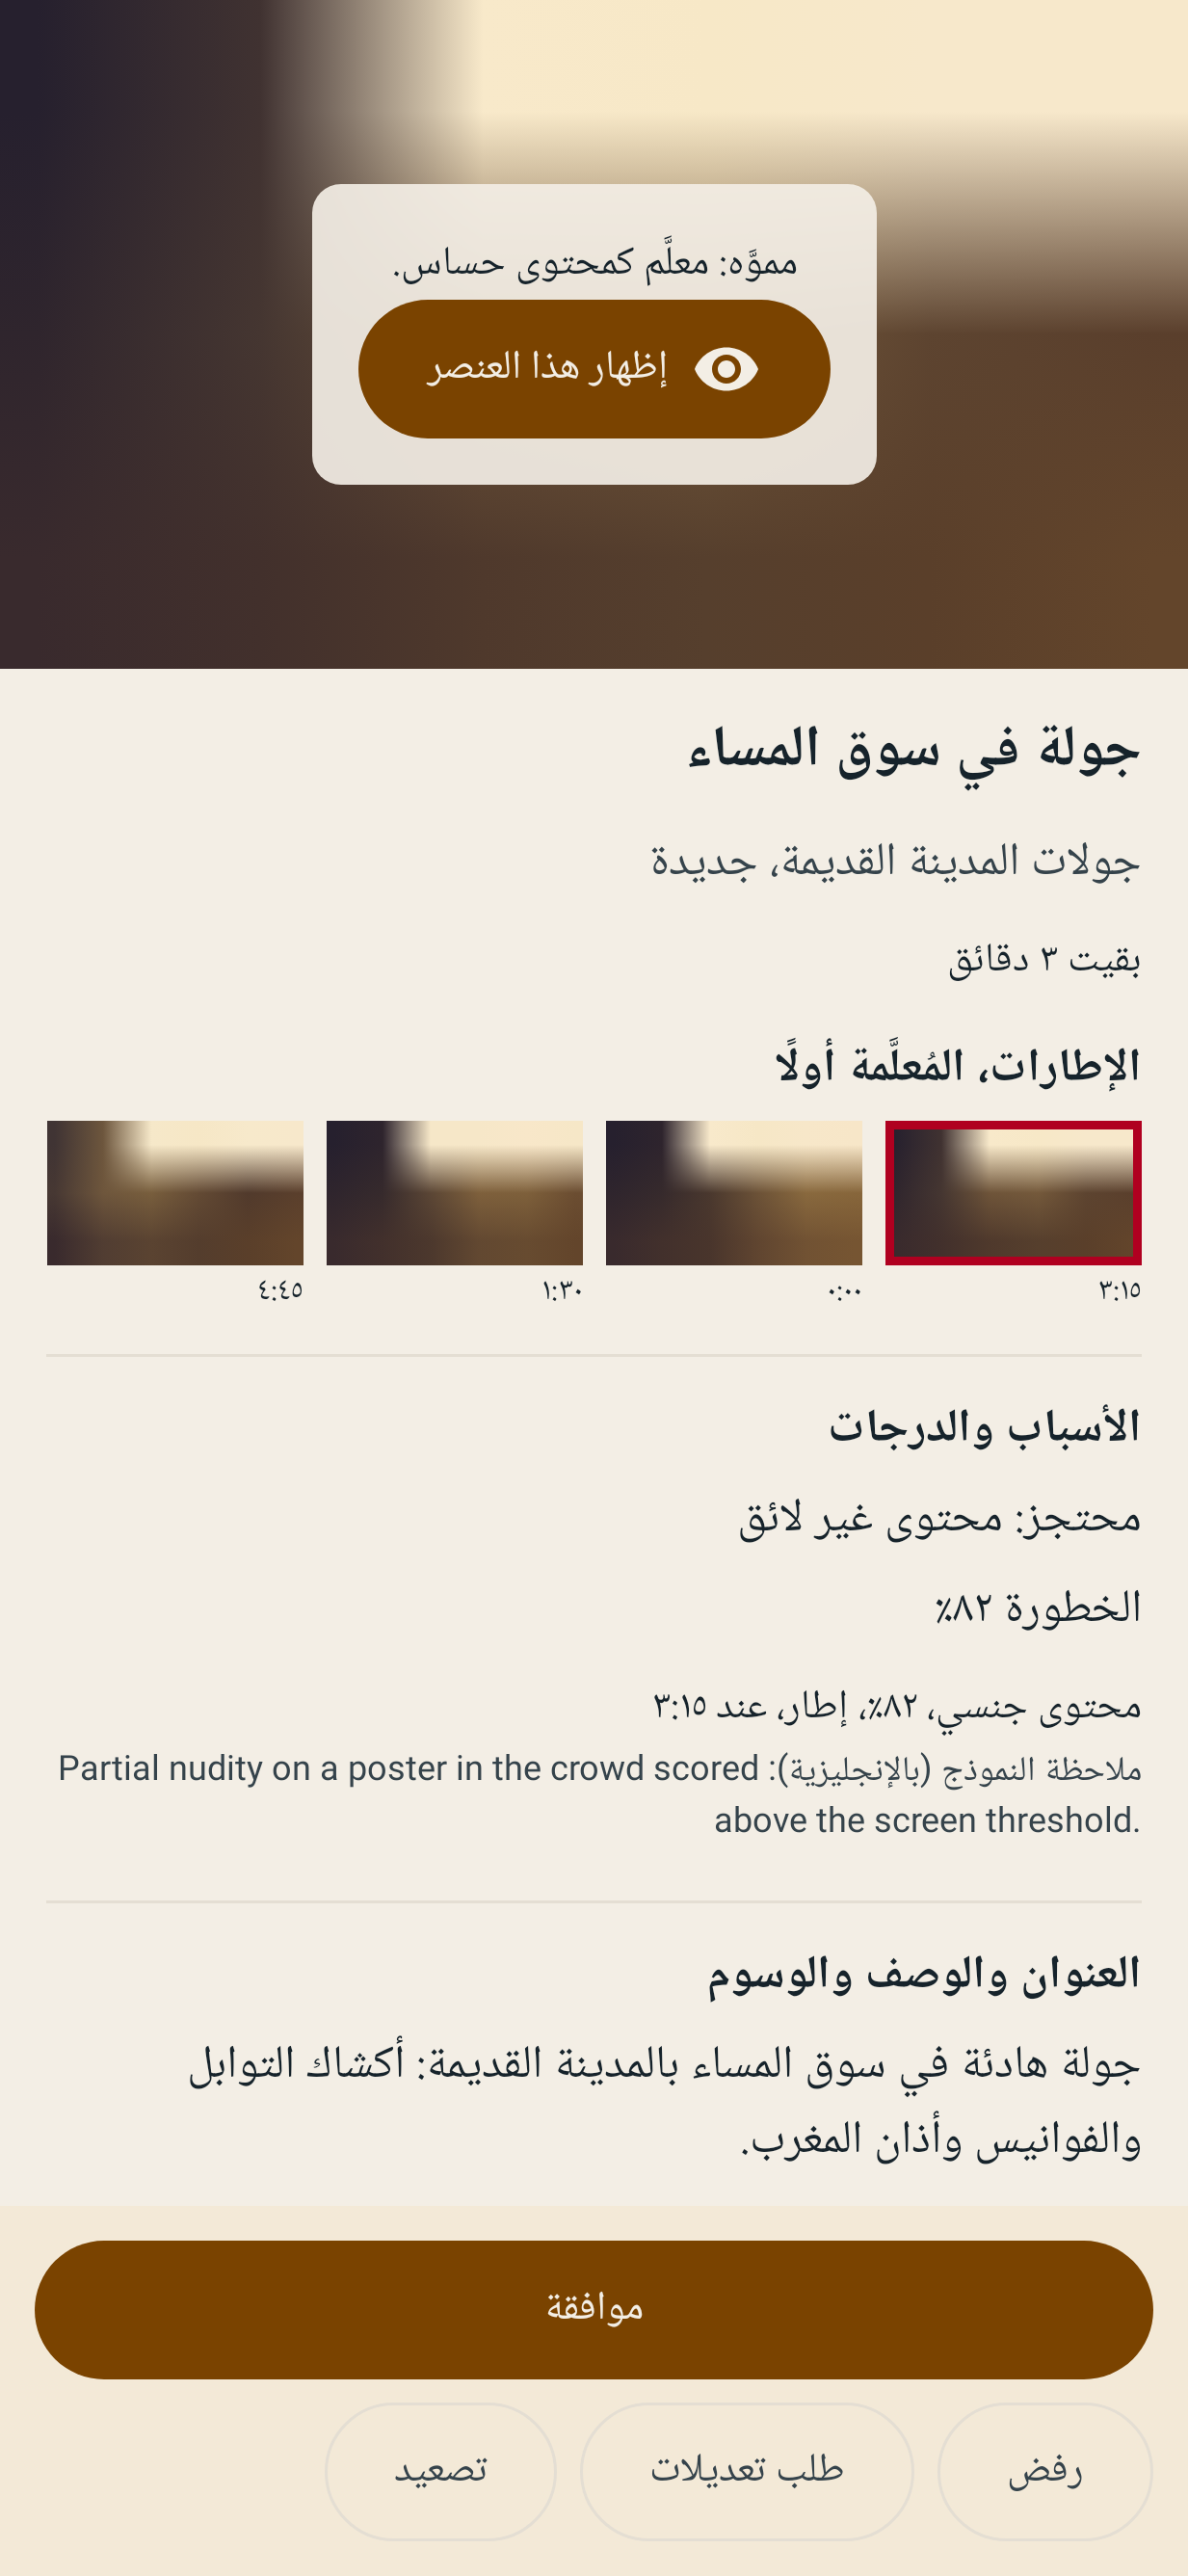 مموَّه: معلَّم كمحتوى حساس.
إظهار هذا العنصر
جولة في سوق المساء
جولات المدينة القديمة، جديدة
بقيت ٣ دقائق
الإطارات، المُعلَّمة أولًا
٣:١٥
٠:٠٠
١:٣٠
٤:٤٥
الأسباب والدرجات
محتجز: محتوى غير لائق
الخطورة ٨٢٪
محتوى جنسي، ٨٢٪، إطار، عند ٣:١٥
ملاحظة النموذج (بالإنجليزية): Partial nudity on a poster in the crowd scored
above the screen threshold.
العنوان والوصف والوسوم
جولة هادئة في سوق المساء بالمدينة القديمة: أكشاك التوابل
والفوانيس وأذان المغرب.
موافقة
رفض
طلب تعديلات
تصعيد